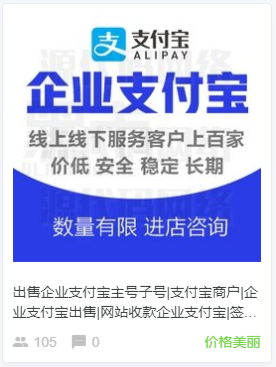 支付宝
ALIPAY
企业支付宝
线上线下服务客户上百家
价低 安全 稳定 长期
数量有限 进店咨询
出售企业支付宝主号子号|支付宝商户|企
业支付宝出售|网站收款企业支付宝|签...
105 0 价格美丽